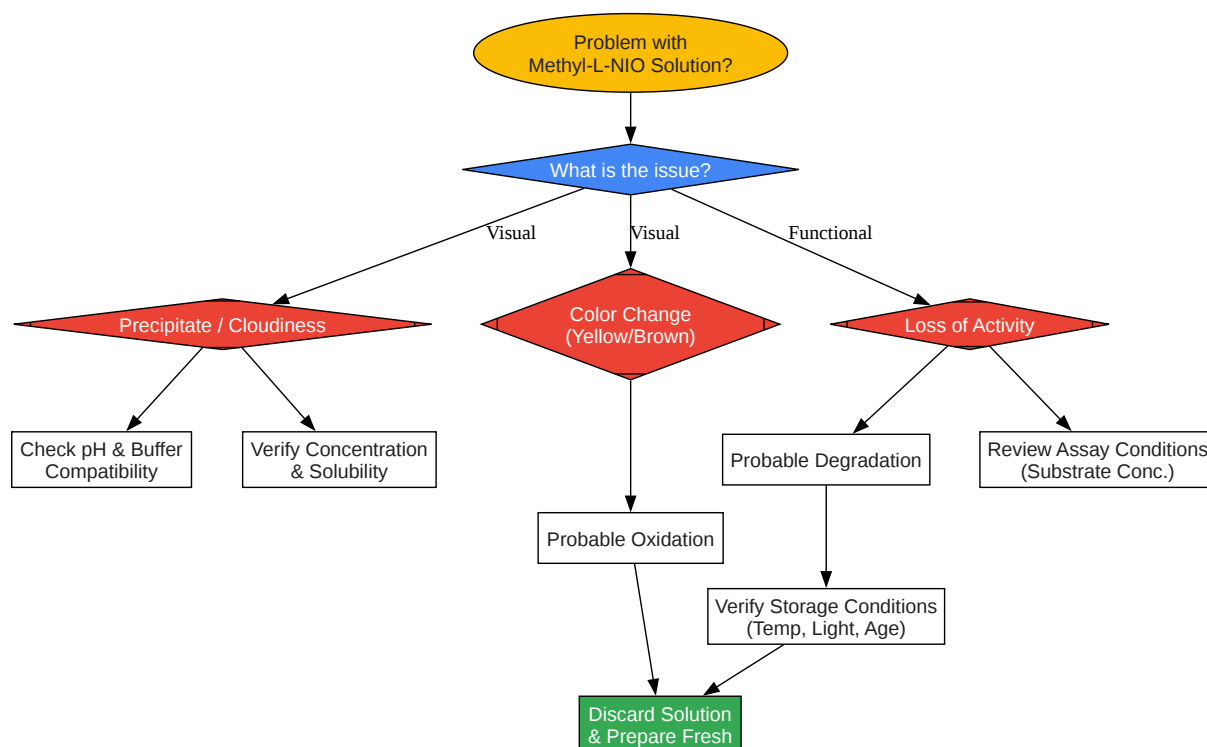 Problem with
Methyl-L-NIO Solution?
What is the issue?
Visual
Visual
Functional
Precipitate / Cloudiness
Color Change
(Yellow/Brown)
Loss of Activity
Check pH & Buffer
Compatibility
Verify Concentration
& Solubility
Probable Degradation
Review Assay Conditions
(Substrate Conc.)
Probable Oxidation
Verify Storage Conditions
(Temp, Light, Age)
Discard Solution
& Prepare Fresh